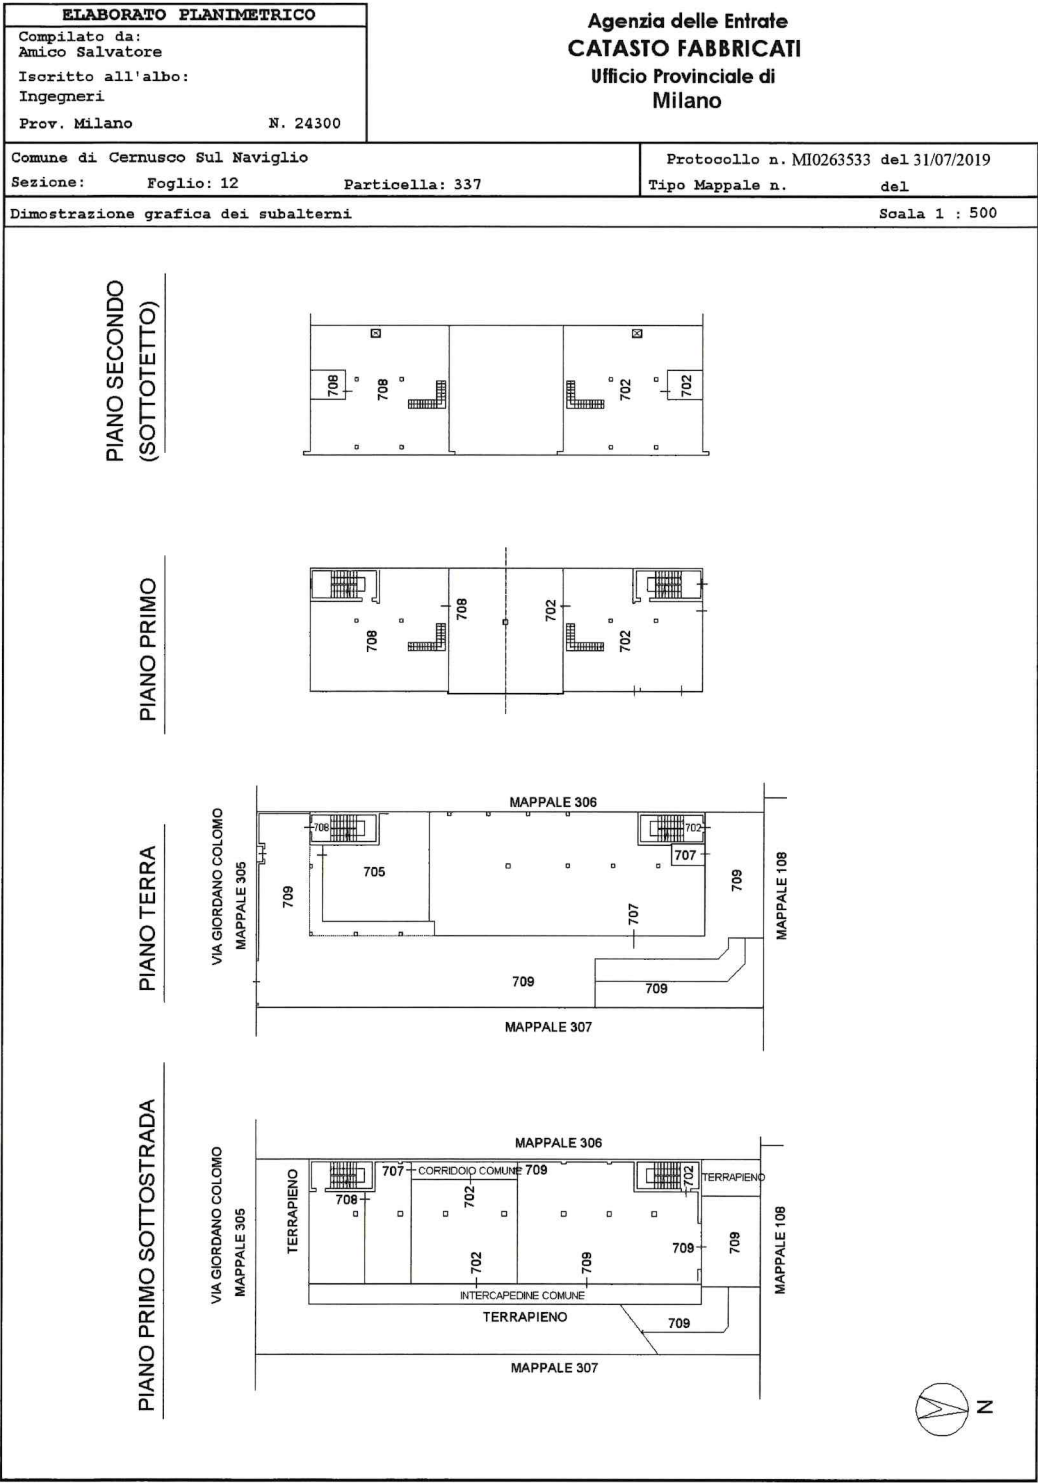 ELABORATO PLANIMETRICO
Compilato da:
Amico Salvatore
Iscritto all'albo:
Ingegneri
Prov. Milano N. 24300
Agenzia delle Entrate
CATASTO FABBRICATI
Ufficio Provinciale di
Milano
Comune di Cernusco Sul Naviglio
Sezione: Foglio: 12 Particella: 337
Protocollo n. MI0263533 del 31/07/2019
Tipo Mappale n. del
Dimostrazione grafica dei subalterni
Scala 1 : 500
PIANO SECONDO
(SOTTOTETTO)
708
708
702
702
PIANO PRIMO
708
708
702
702
PIANO TERRA
VIA GIORDANO COLOMO
MAPPALE 305
MAPPALE 306
708
702
705
707
709
709
707
MAPPALE 108
709
709
MAPPALE 307
PIANO PRIMO SOTTOSTRADA
VIA GIORDANO COLOMO
MAPPALE 305
MAPPALE 306
TERRAPIENO
707
CORRIDOIO COMUNE
709
702
TERRAPIENO
708
702
709
709
702
709
MAPPALE 108
INTERCAPEDINE COMUNE
TERRAPIENO
709
MAPPALE 307
N